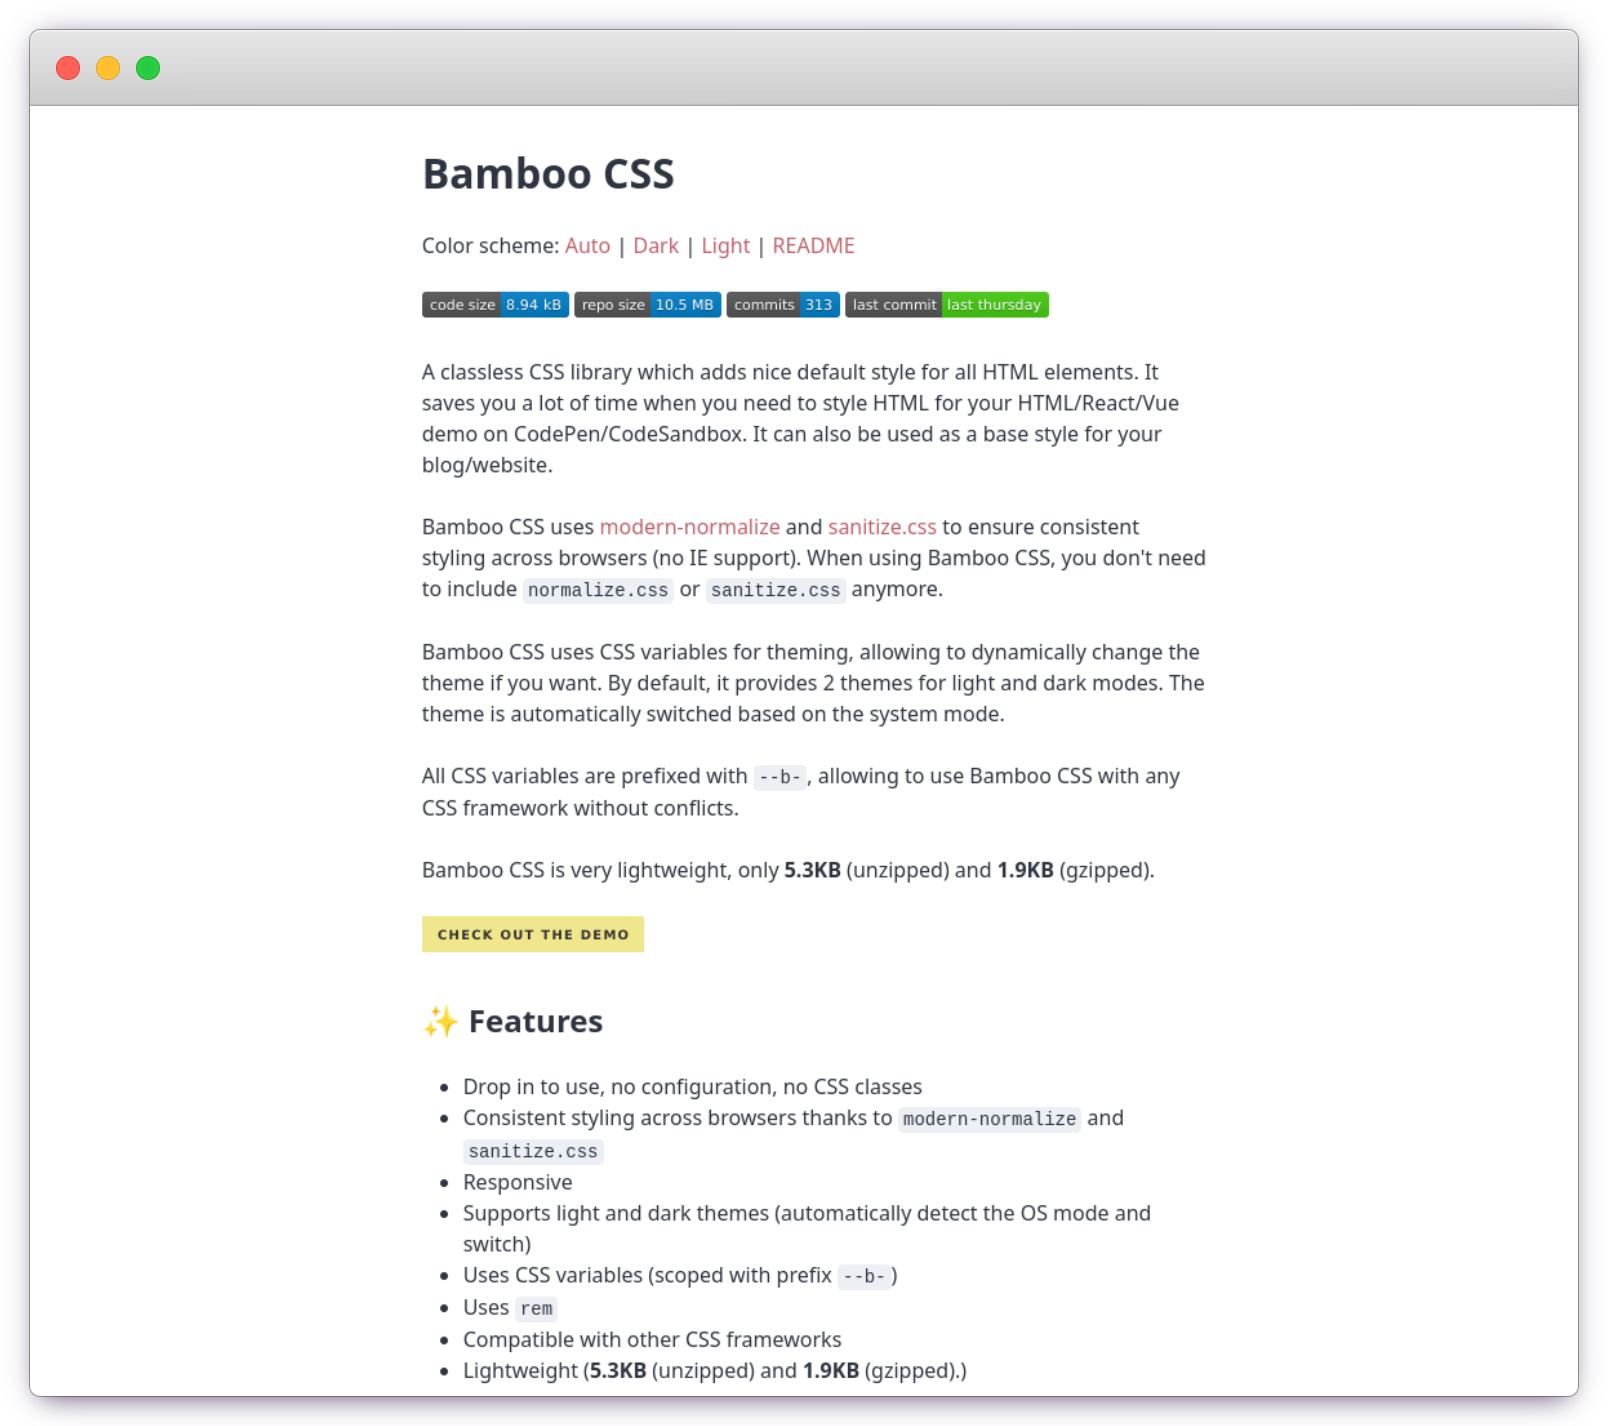 Bamboo CSS
Color scheme: Auto | Dark | Light | README
code size 8.94 kB repo size 10.5 MB commits 313 last commit last thursday
A classless CSS library which adds nice default style for all HTML elements. It
saves you a lot of time when you need to style HTML for your HTML/React/Vue
demo on CodePen/CodeSandbox. It can also be used as a base style for your
blog/website.
Bamboo CSS uses modern-normalize and sanitize.css to ensure consistent
styling across browsers (no IE support). When using Bamboo CSS, you don't need
to include normalize.css or sanitize.css anymore.
Bamboo CSS uses CSS variables for theming, allowing to dynamically change the
theme if you want. By default, it provides 2 themes for light and dark modes. The
theme is automatically switched based on the system mode.
All CSS variables are prefixed with --b-, allowing to use Bamboo CSS with any
CSS framework without conflicts.
Bamboo CSS is very lightweight, only 5.3KB (unzipped) and 1.9KB (gzipped).
CHECK OUT THE DEMO
✨ Features
• Drop in to use, no configuration, no CSS classes
• Consistent styling across browsers thanks to modern-normalize and
sanitize.css
• Responsive
• Supports light and dark themes (automatically detect the OS mode and
switch)
• Uses CSS variables (scoped with prefix --b-)
• Uses rem
• Compatible with other CSS frameworks
• Lightweight (5.3KB (unzipped) and 1.9KB (gzipped).)